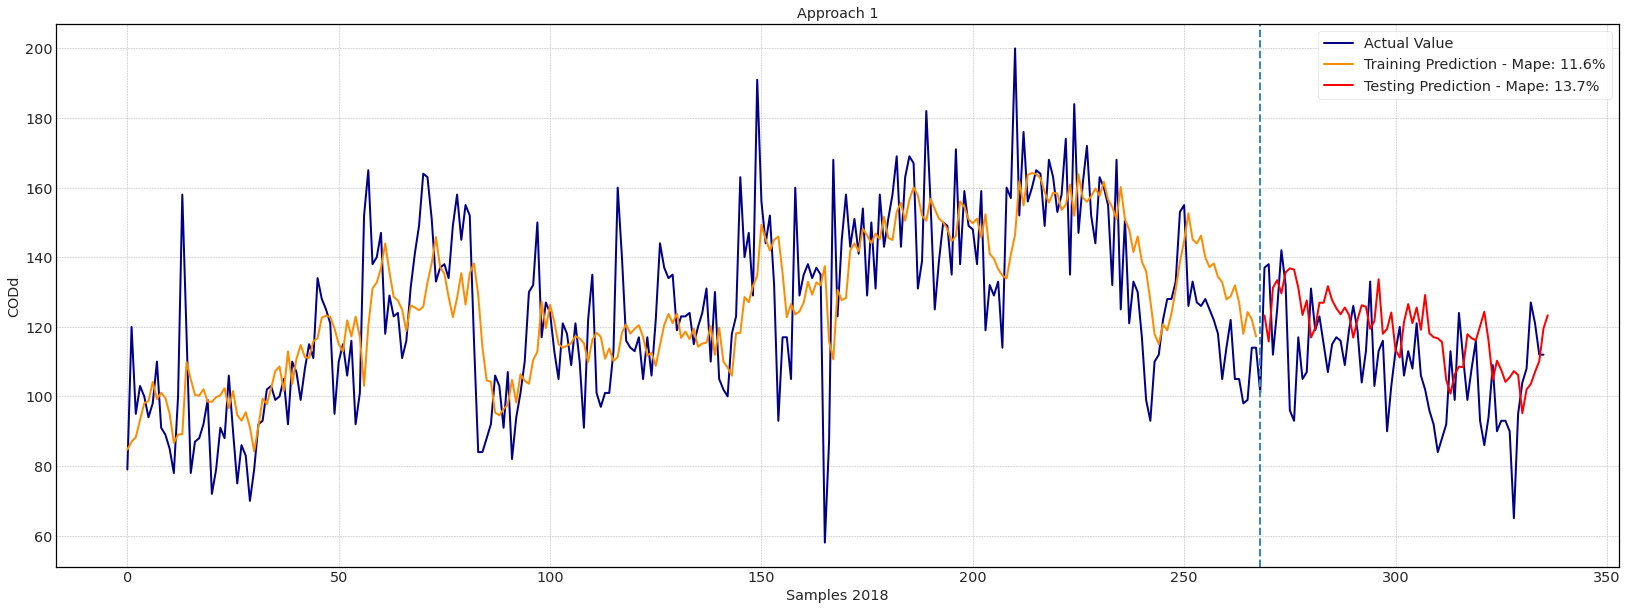 Approach 1
Actual Value
Training Prediction - Mape: 11.6%
Testing Prediction - Mape: 13.7%
CODd
200
180
160
140
120
100
80
60
0 50 100 150 200 250 300 350
Samples 2018